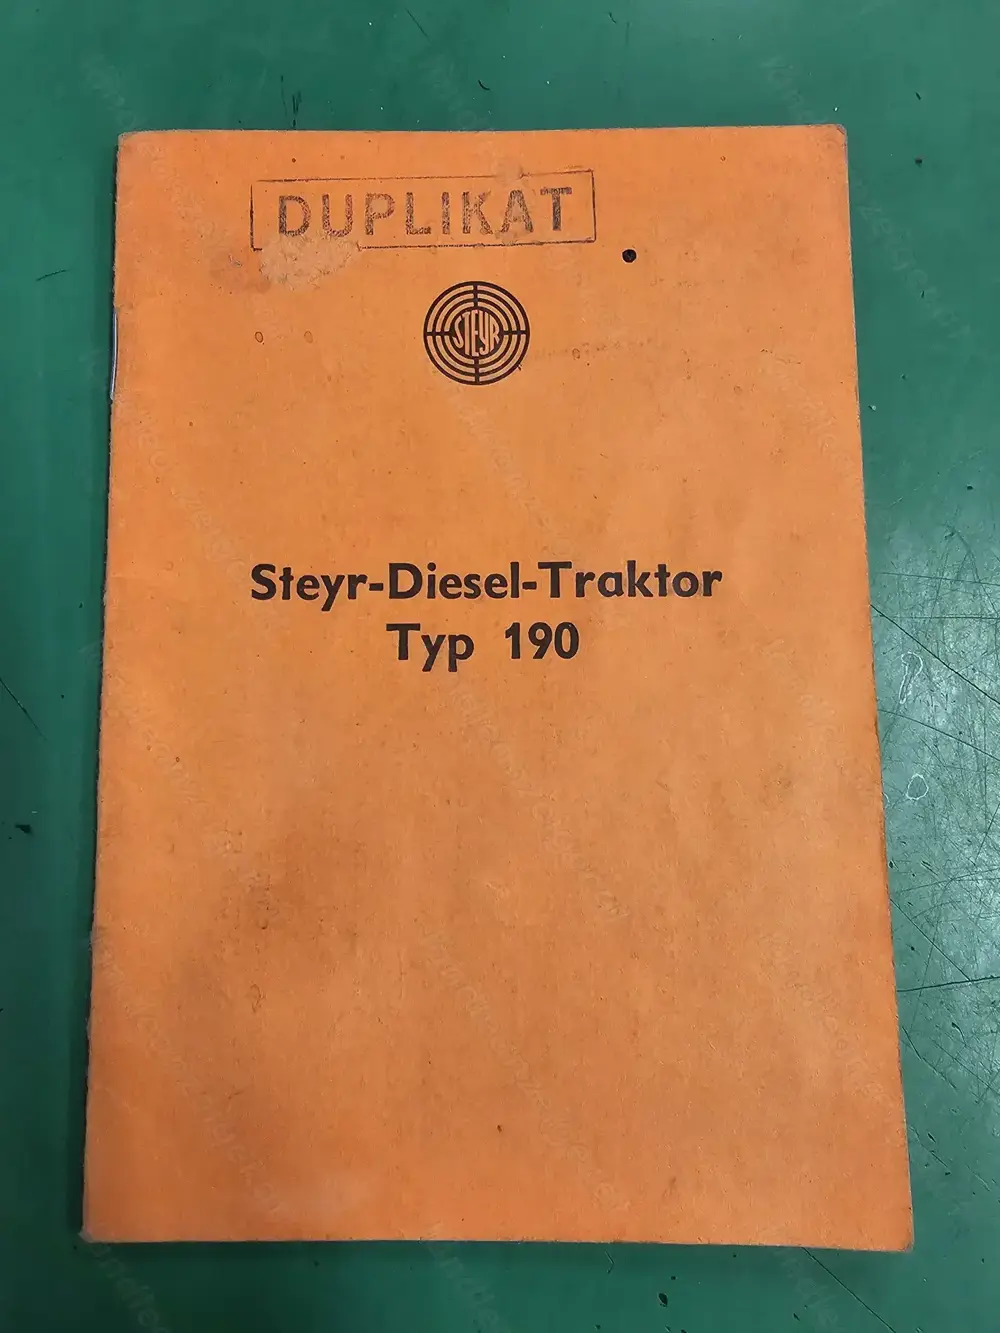 DUPLIKAT
STEYR
Steyr-Diesel-Traktor
Typ 190